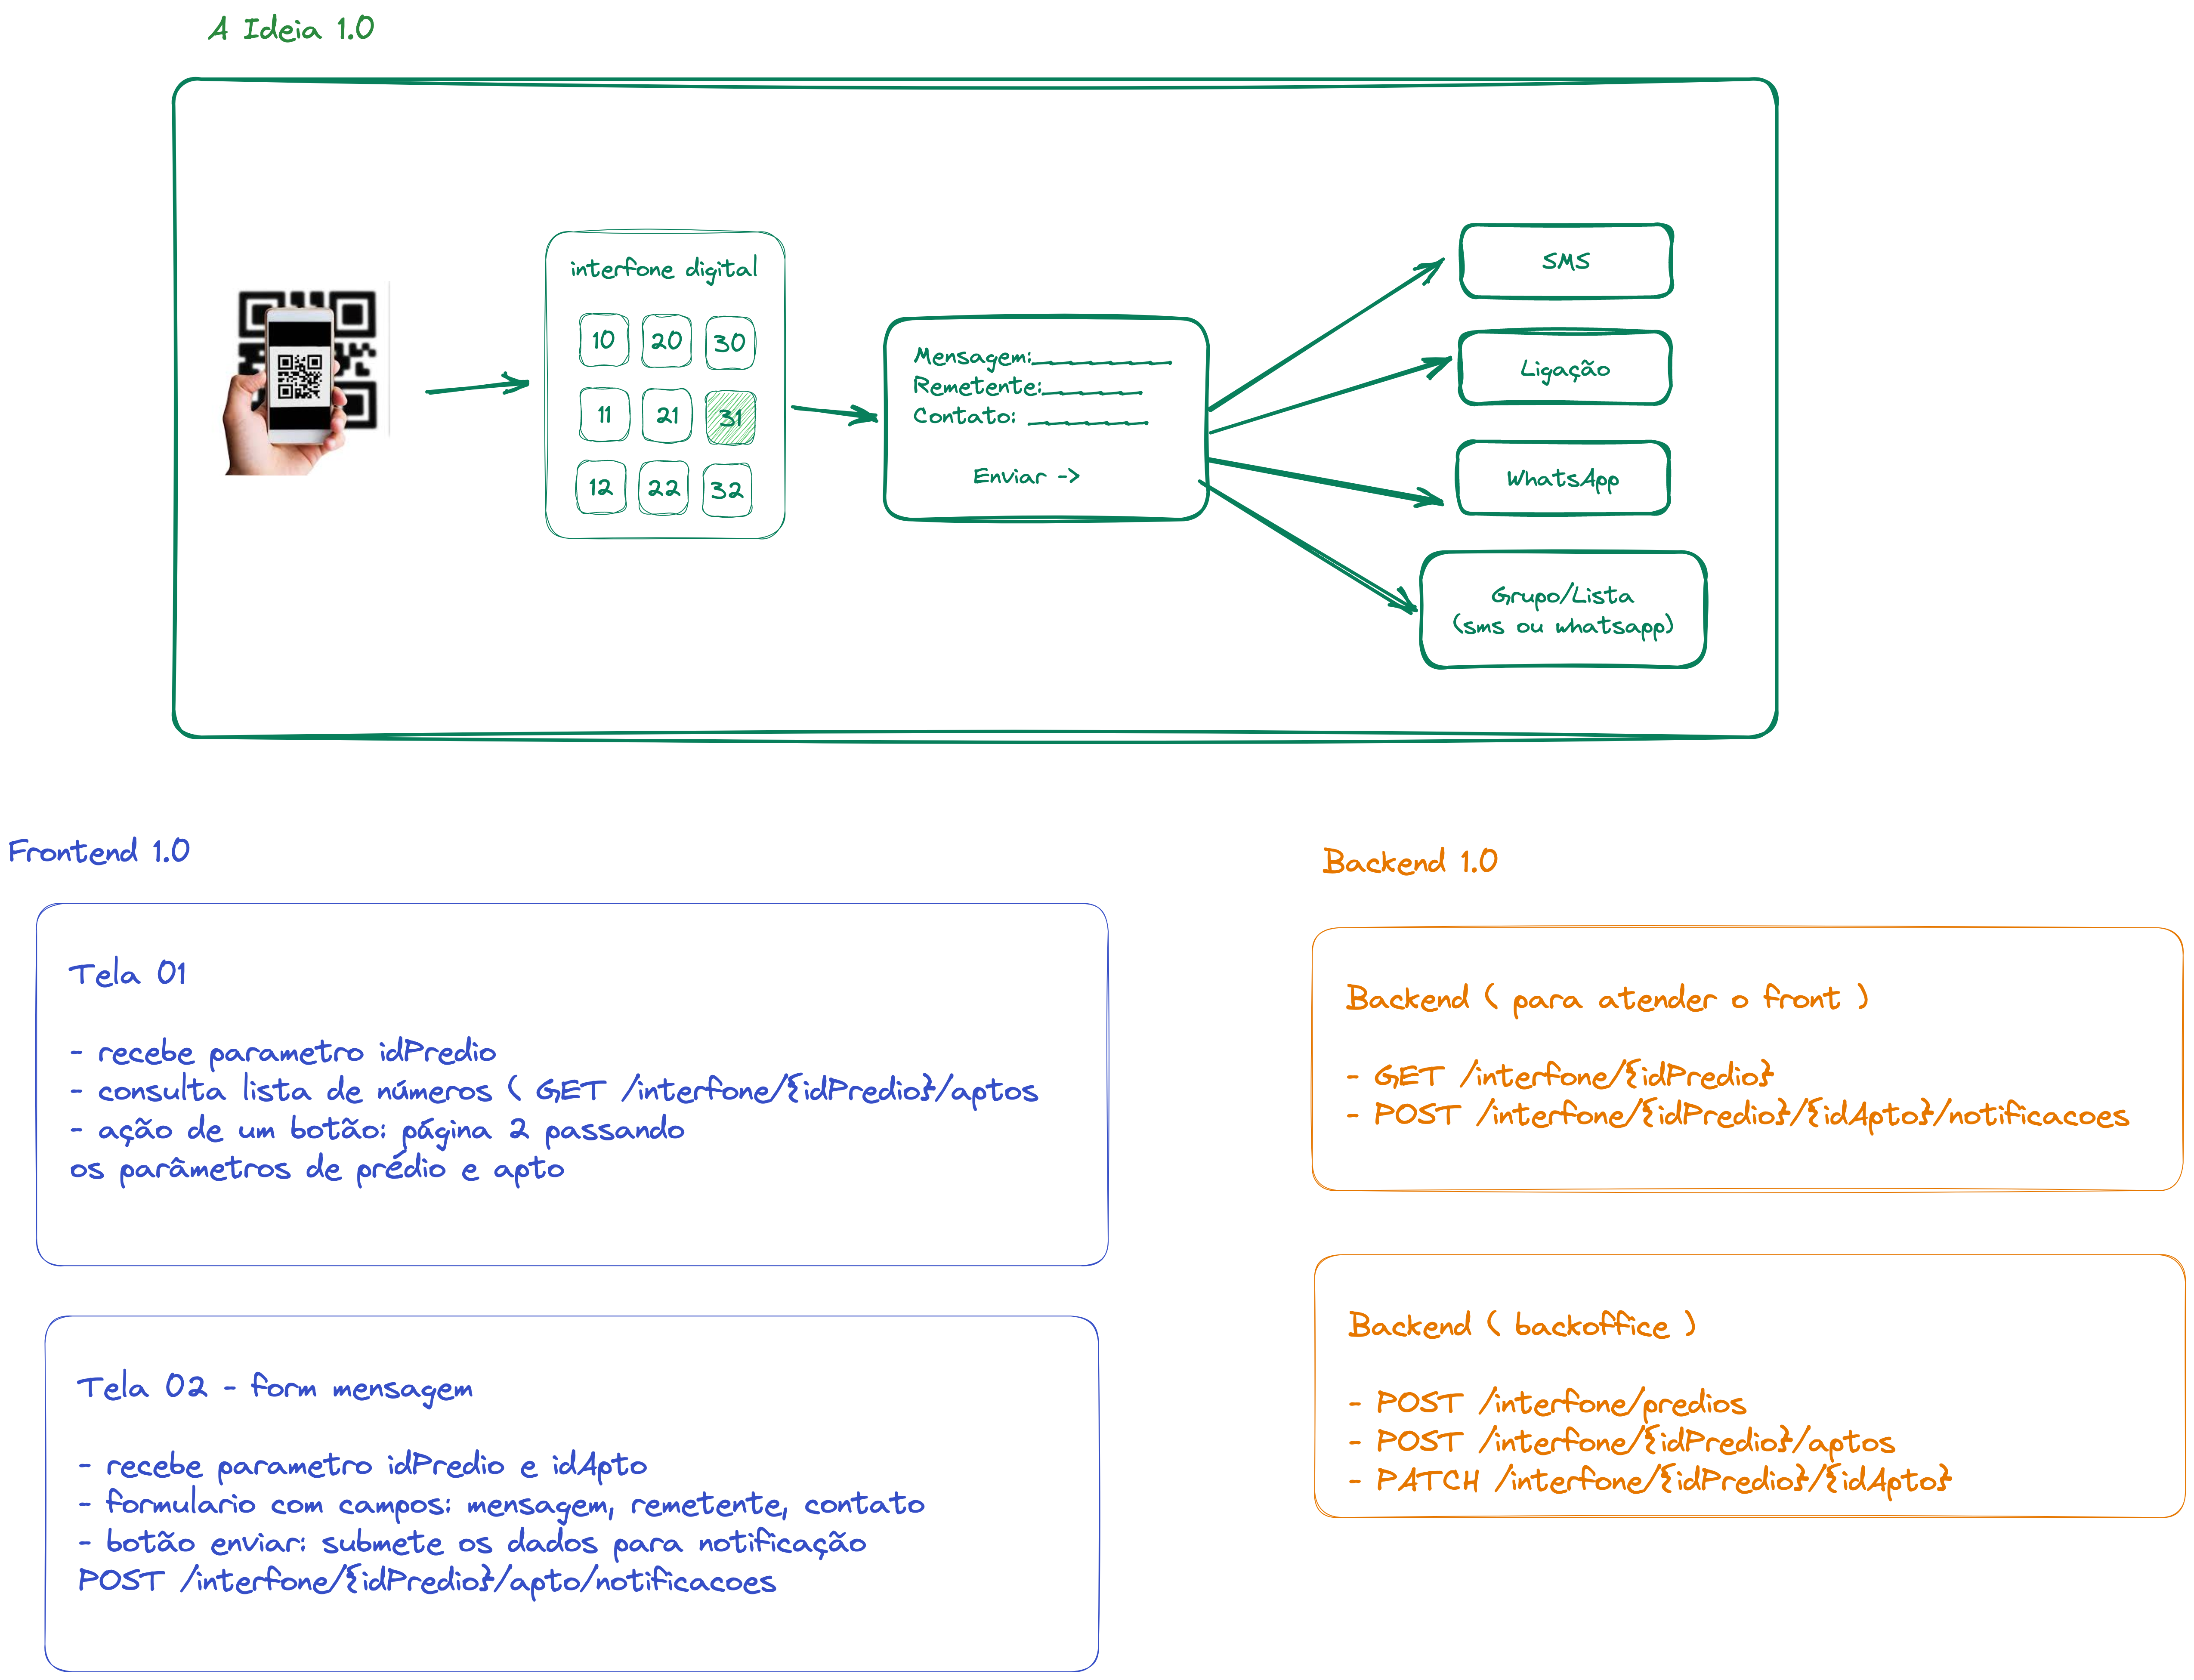 A Ideia 1.0
interfone digital
10 20 30
11 21 31
12 22 32
Mensagem:
Remetente:
Contato:
Enviar ->
SMS
Ligação
WhatsApp
Grupo/Lista
(sms ou whatsapp)
Frontend 1.0
Tela 01
- recebe parametro idPredio
- consulta lista de números ( GET /interfone/{idPredio}/aptos
- ação de um botão: página 2 passando
os parâmetros de prédio e apto
Tela 02 - form mensagem
- recebe parametro idPredio e idApto
- formulario com campos: mensagem, remetente, contato
- botão enviar: submete os dados para notificação
POST /interfone/{idPredio}/apto/notificacoes
Backend 1.0
Backend ( para atender o front )
- GET /interfone/{idPredio}
- POST /interfone/{idPredio}/{idApto}/notificacoes
Backend ( backoffice )
- POST /interfone/predios
- POST /interfone/{idPredio}/aptos
- PATCH /interfone/{idPredio}/{idApto}